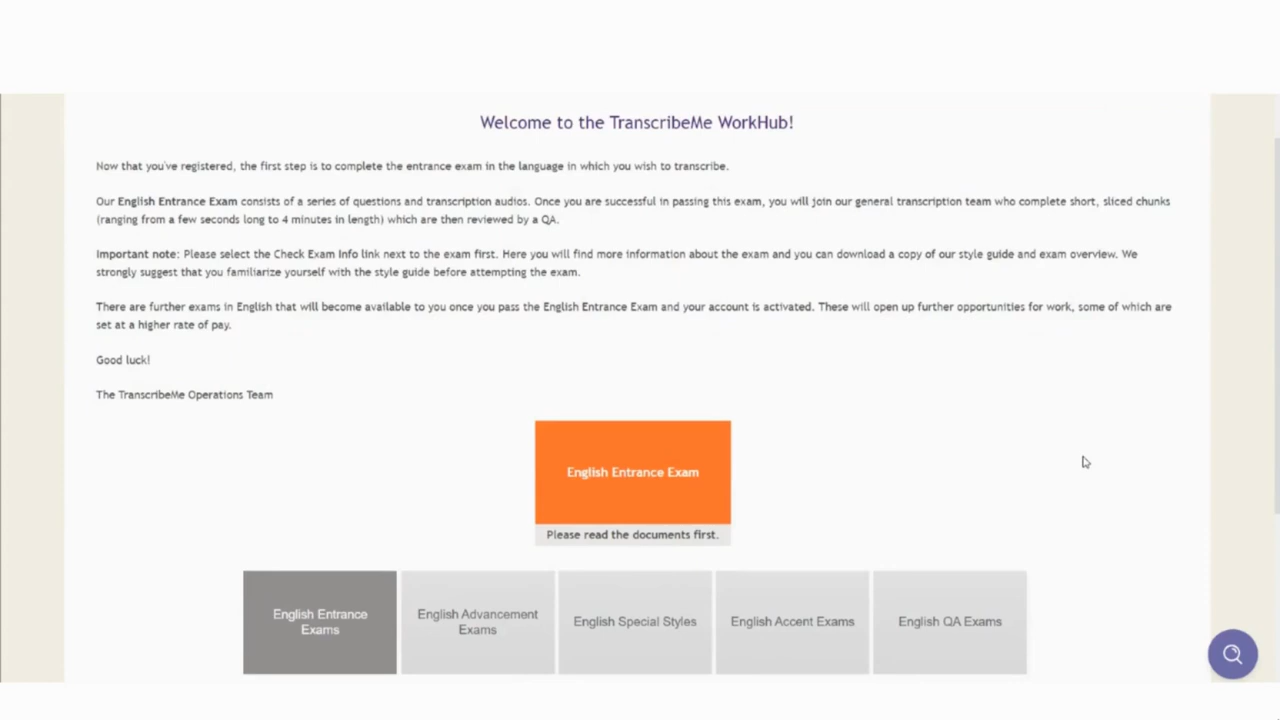 Welcome to the TranscribeMe WorkHub!
Now that you've registered, the first step is to complete the entrance exam in the language in which you wish to transcribe.
Our English Entrance Exam consists of a series of questions and transcription audios. Once you are successful in passing this exam, you will join our general transcription team who complete short, sliced chunks
(ranging from a few seconds long to 4 minutes in length) which are then reviewed by a QA.
Important note: Please select the Check Exam Info link next to the exam first. Here you will find more information about the exam and you can download a copy of our style guide and exam overview. We
strongly suggest that you familiarize yourself with the style guide before attempting the exam.
There are further exams in English that will become available to you once you pass the English Entrance Exam and your account is activated. These will open up further opportunities for work, some of which are
set at a higher rate of pay.
Good luck!
The TranscribeMe Operations Team
English Entrance Exam
Please read the documents first.
English Entrance
Exams
English Advancement
Exams
English Special Styles
English Accent Exams
English QA Exams